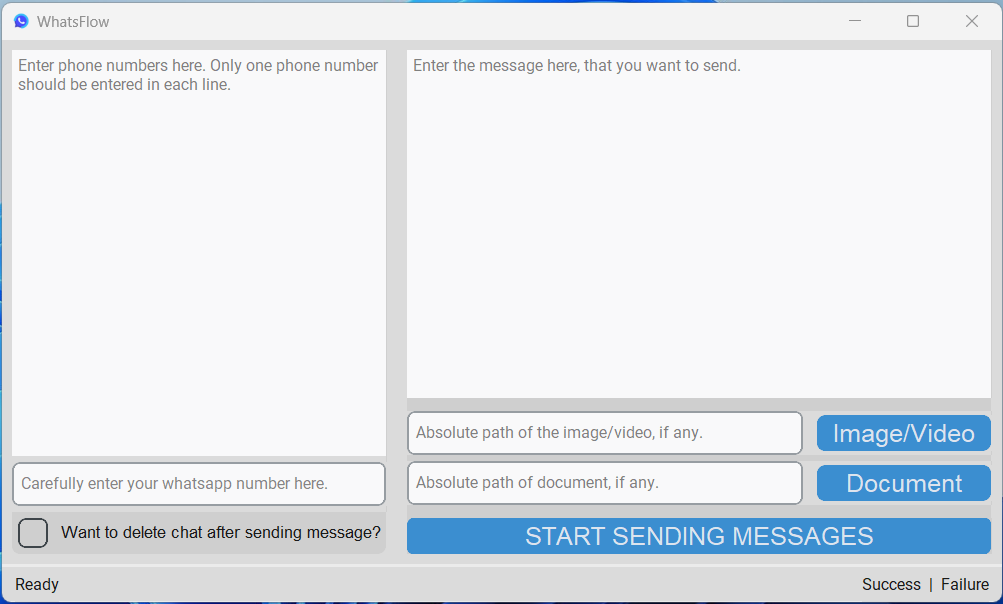 WhatsFlow
Enter phone numbers here. Only one phone number
should be entered in each line.
Enter the message here, that you want to send.
Absolute path of the image/video, if any.
Image/Video
Carefully enter your whatsapp number here.
Absolute path of document, if any.
Document
Want to delete chat after sending message?
START SENDING MESSAGES
Ready
Success | Failure